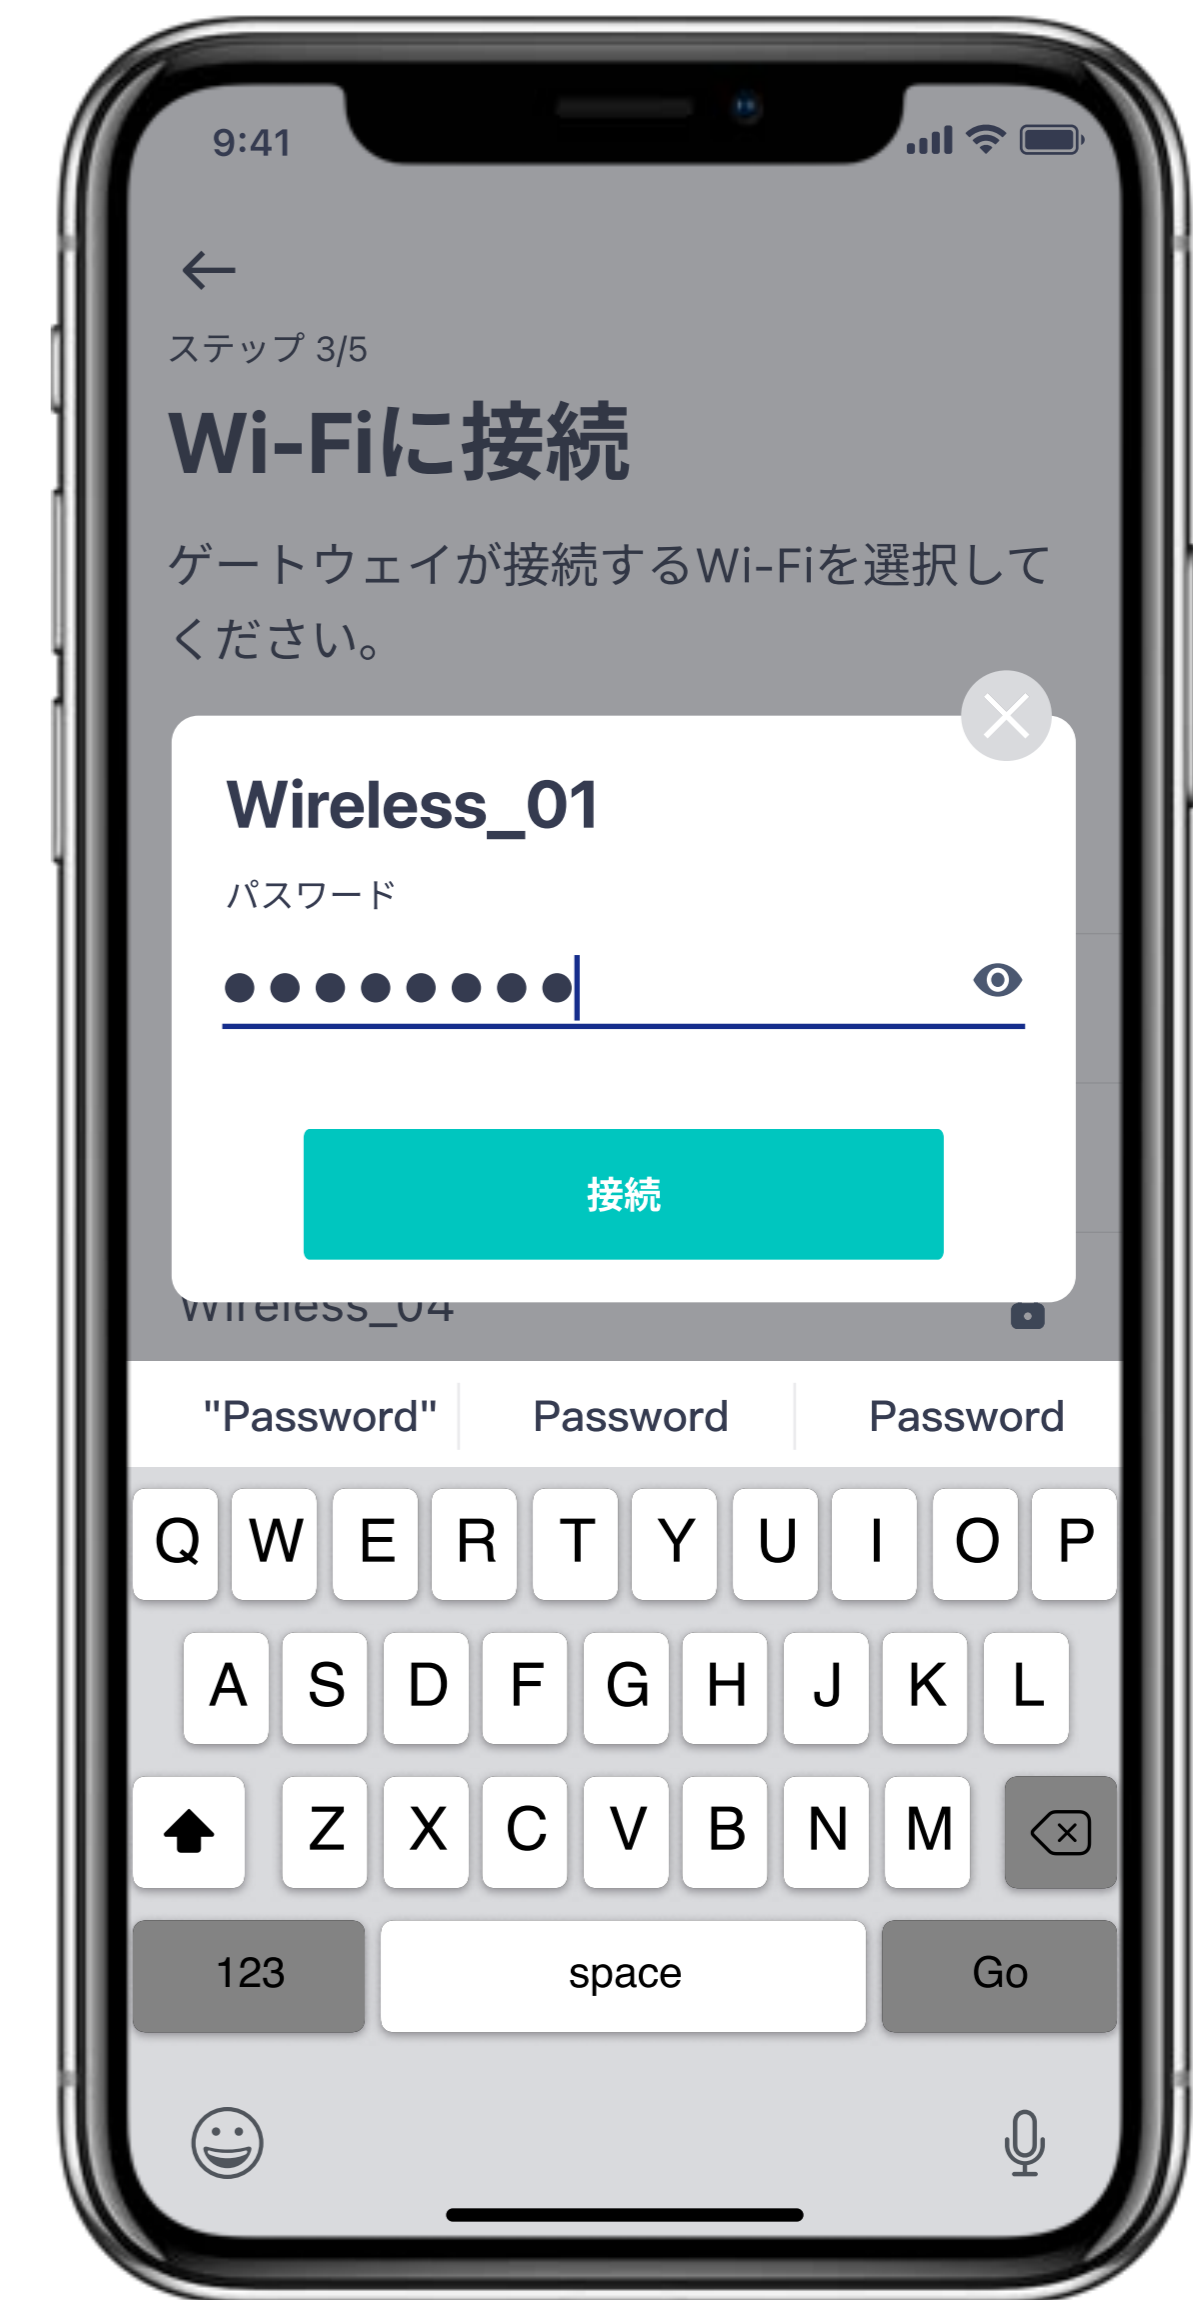 9:41
ステップ 3/5
Wi-Fiに接続
ゲートウェイが接続するWi-Fiを選択して
ください。
Wireless_01
パスワード
接続
Wireless_04
"Password" Password Password
Q W E R T Y U I O P
A S D F G H J K L
Z X C V B N M
123 space Go